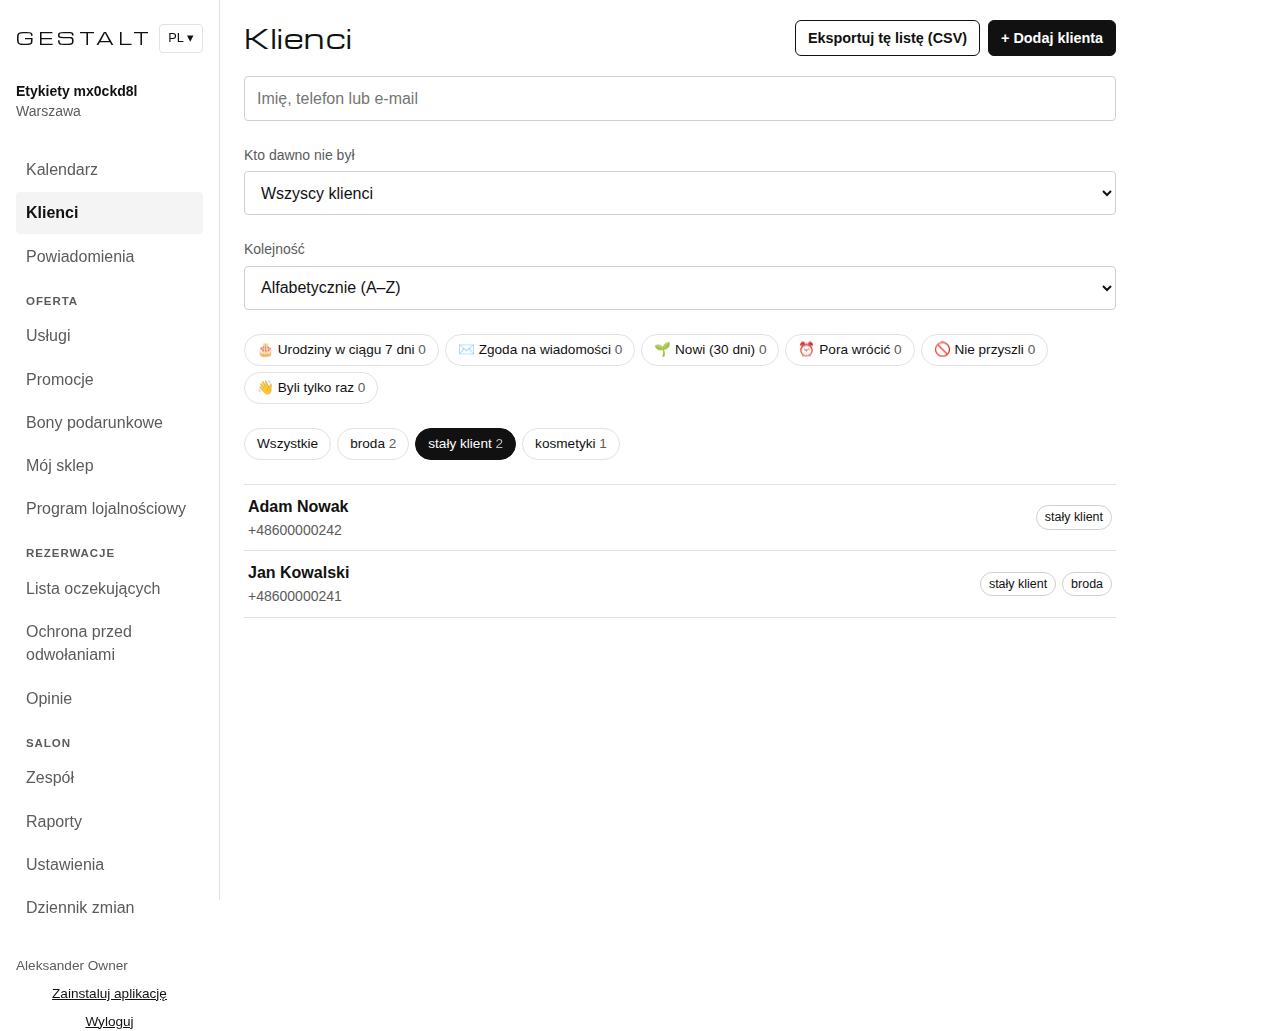 GESTALT
PL ▾
Etykiety mx0ckd8l
Warszawa
Kalendarz
Klienci
Powiadomienia
OFERTA
Usługi
Promocje
Bony podarunkowe
Mój sklep
Program lojalnościowy
REZERWACJE
Lista oczekujących
Ochrona przed
odwołaniami
Opinie
SALON
Zespół
Raporty
Ustawienia
Dziennik zmian
Aleksander Owner
Zainstaluj aplikację
Wyloguj
Klienci
Eksportuj tę listę (CSV)
+ Dodaj klienta
Imię, telefon lub e-mail
Kto dawno nie był
Wszyscy klienci
Kolejność
Alfabetycznie (A–Z)
🎂 Urodziny w ciągu 7 dni 0
✉️ Zgoda na wiadomości 0
🌱 Nowi (30 dni) 0
⏰ Pora wrócić 0
🚫 Nie przyszli 0
👋 Byli tylko raz 0
Wszystkie
broda 2
stały klient 2
kosmetyki 1
Adam Nowak
+48600000242
stały klient
Jan Kowalski
+48600000241
stały klient
broda